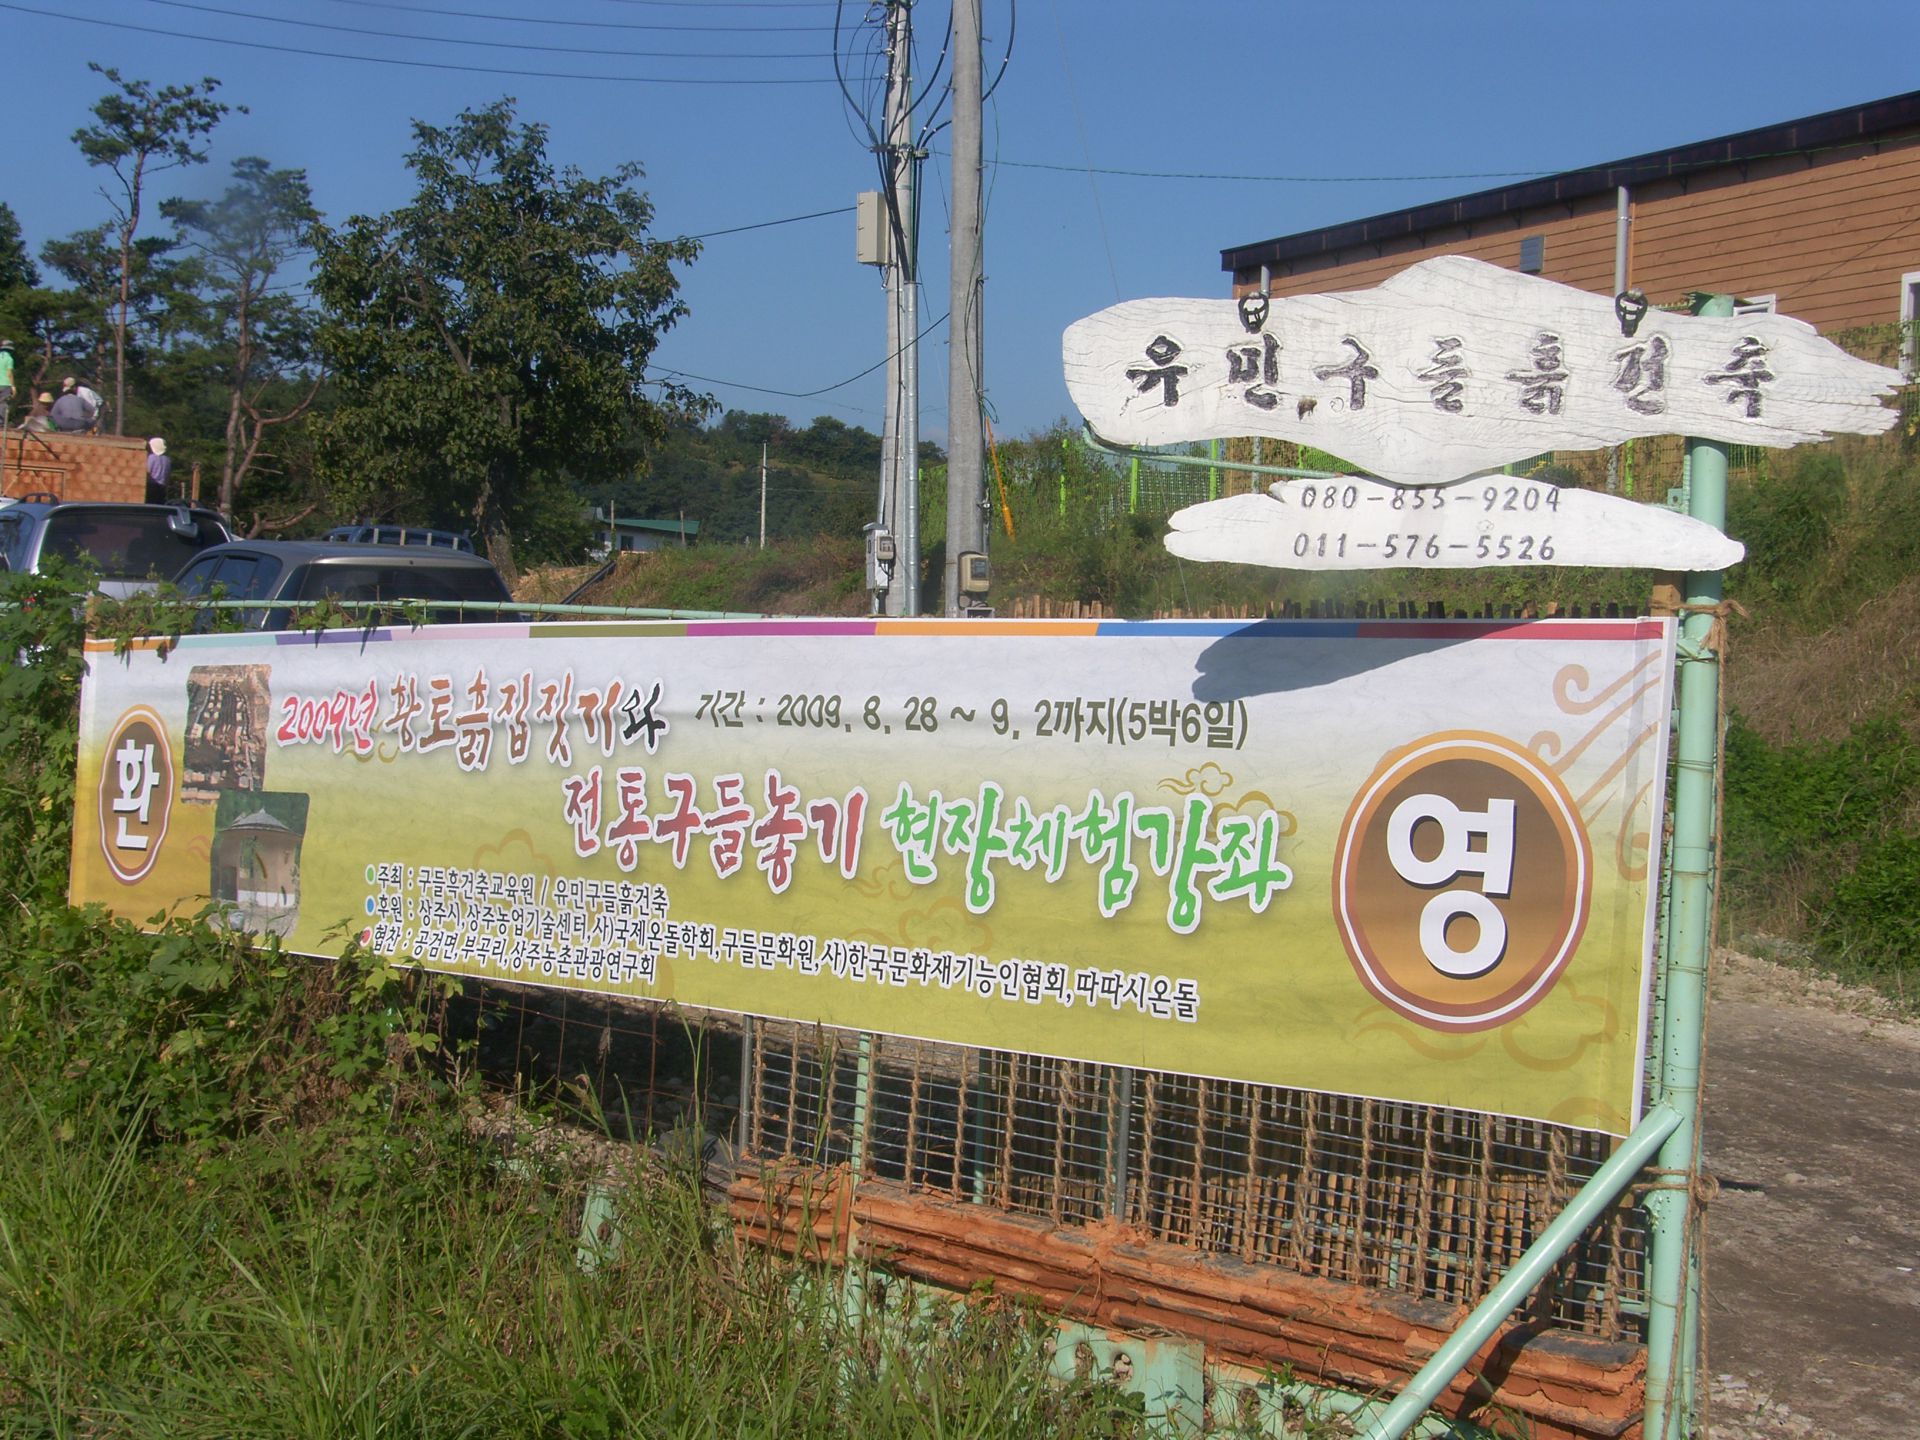 유민구들흙건축
080-855-9204
011-576-5526
환
2009년 황토흙집짓기와
기간 : 2009. 8. 28 ~ 9. 2까지(5박6일)
전통구들놓기 현장체험강좌
주최 : 구들흙건축교육원 / 유민구들흙건축
후원 : 상주시,상주농업기술센터,사)국제온돌학회,구들문화원,사)한국문화재기능인협회,따따시온돌
협찬 : 공검면,부곡리,상주농촌관광연구회
영